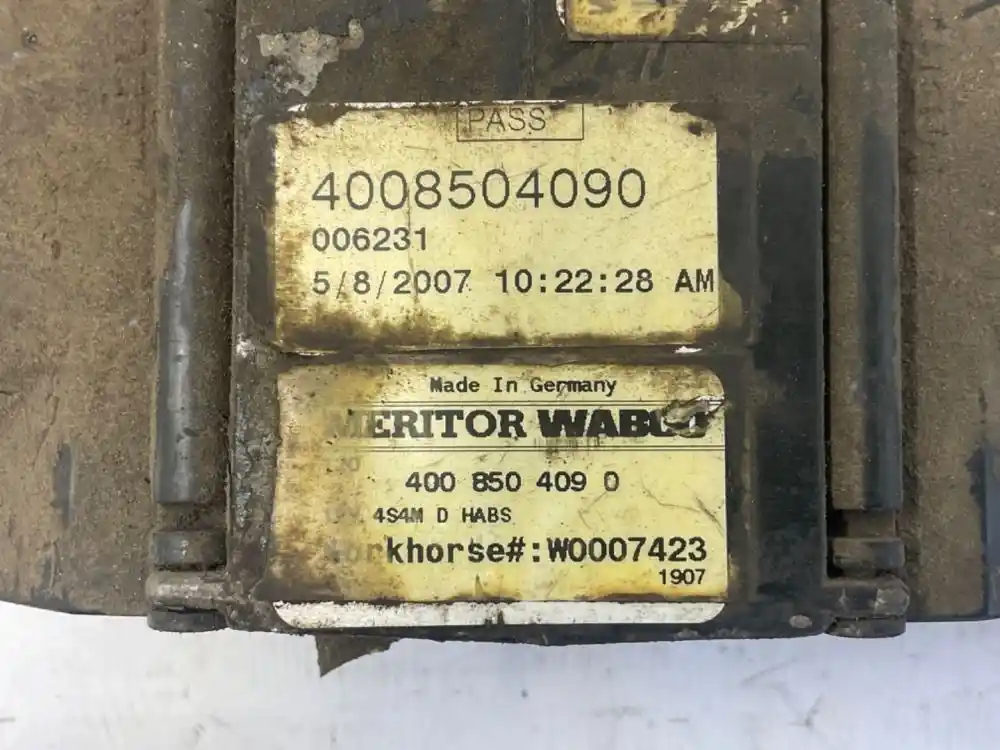 PASS
4008504090
006231
5/8/2007 10:22:28 AM
Made In Germany
MERITOR WABCO
400 850 409 0
4S4M D HABS
Workhorse#:W0007423
1907